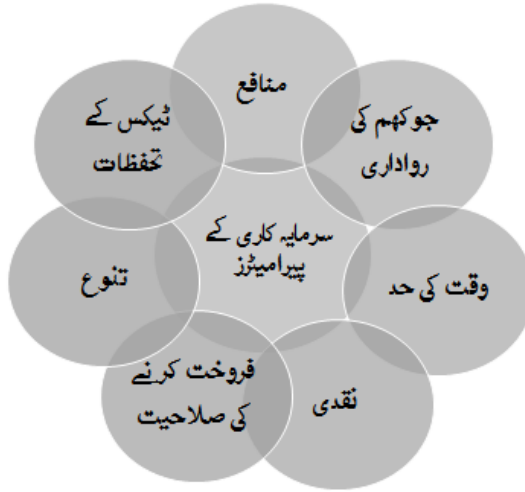 منافع
جوکھم کی
رواداری
وقت کی حد
نقدی
فروخت کرنے
کی صلاحیت
تنوع
ٹیکس کے
تحفظات
سرمایہ کاری کے
پیرامیٹرز